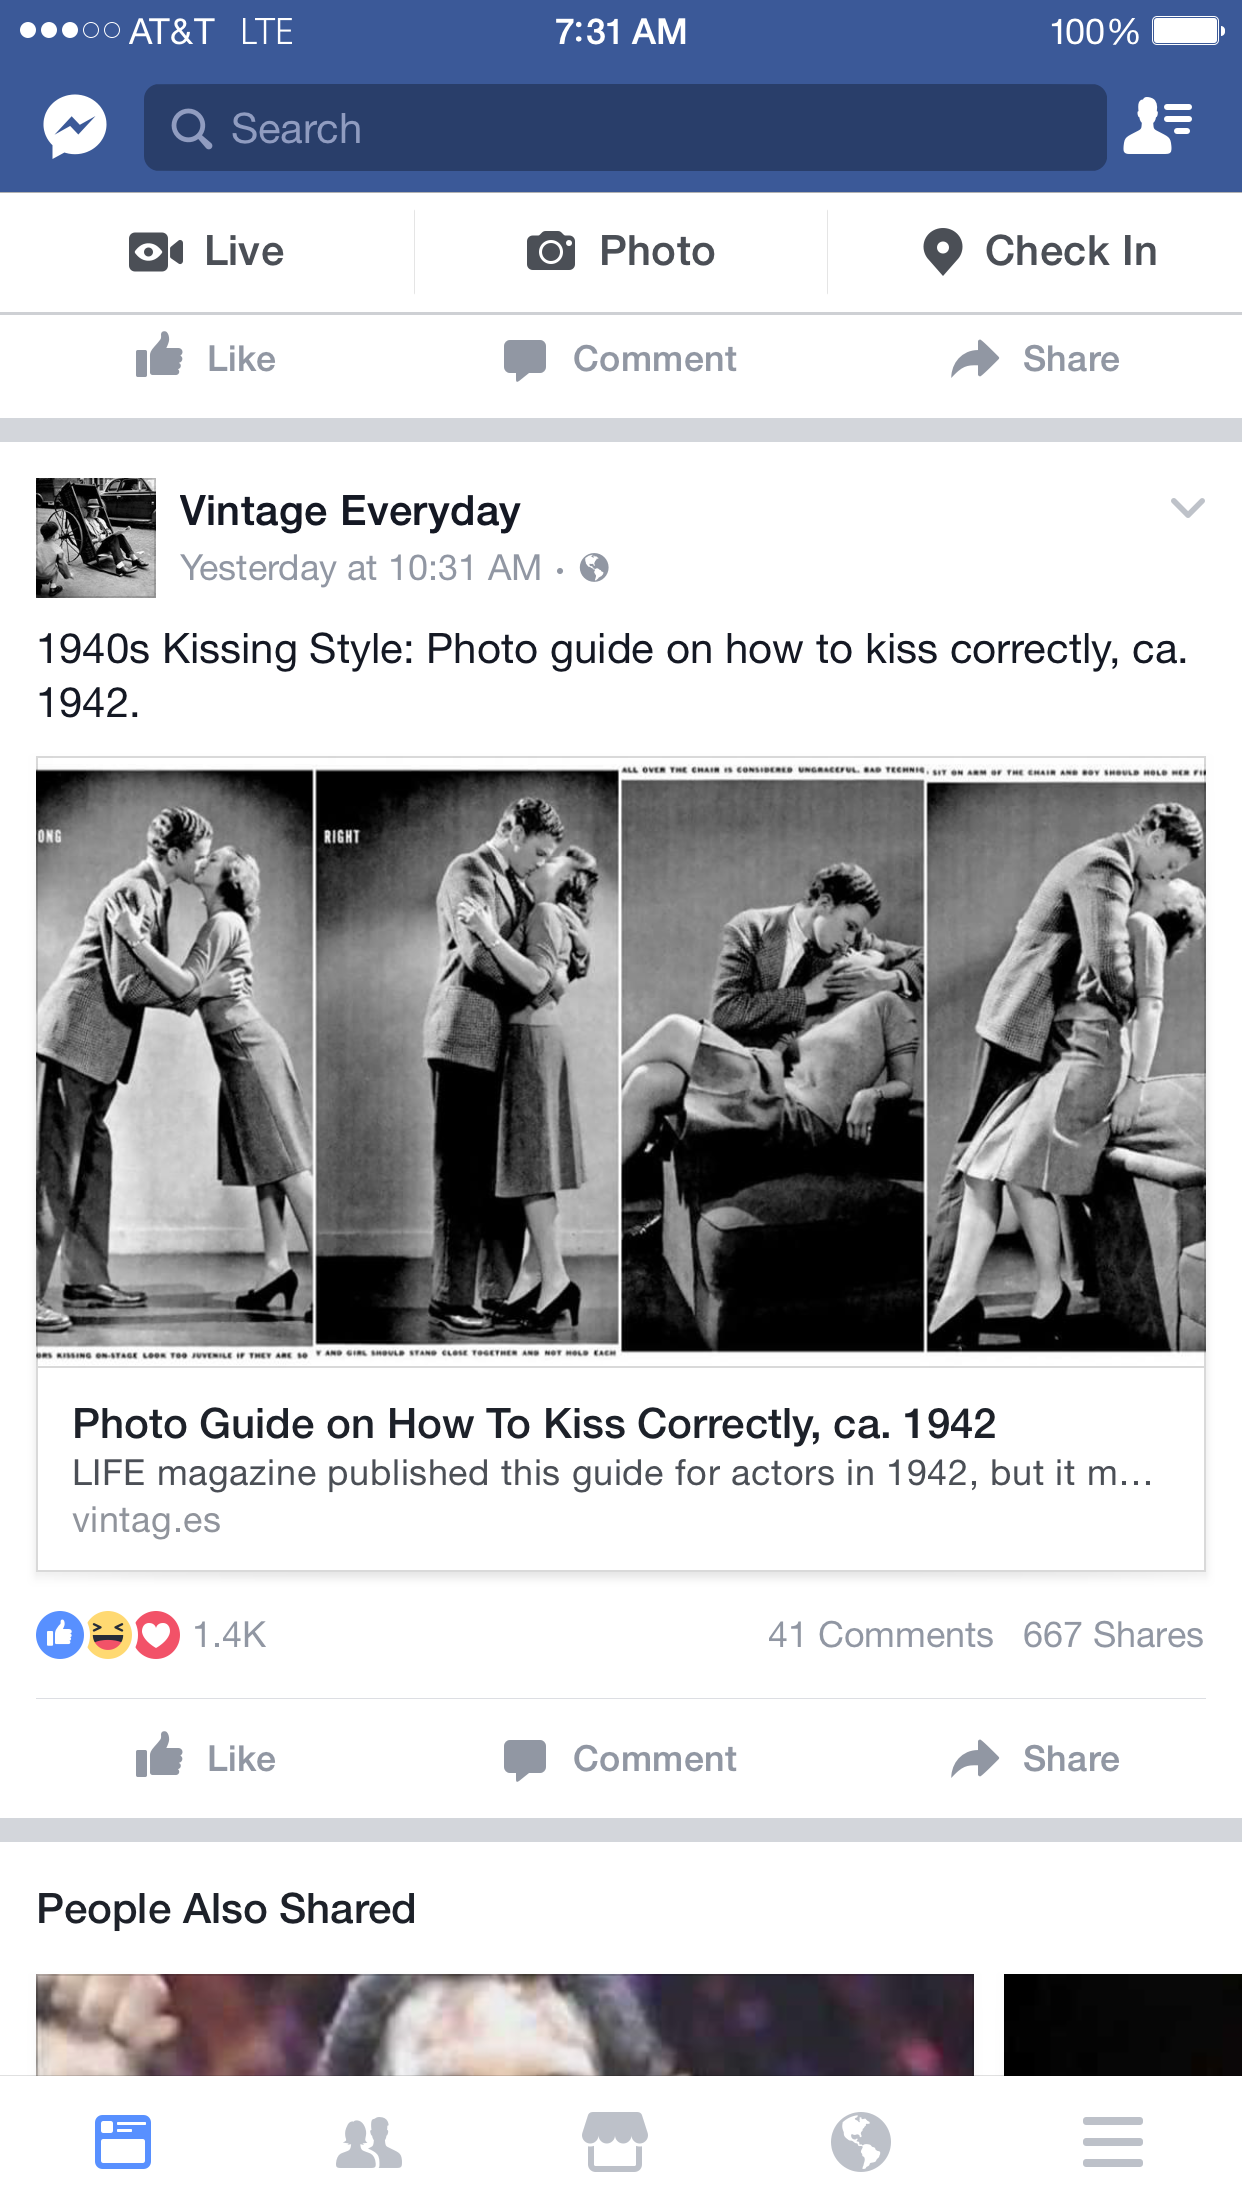 AT&T LTE 7:31 AM 100%
Search
Live Photo Check In
Like Comment Share
Vintage Everyday
Yesterday at 10:31 AM ·
1940s Kissing Style: Photo guide on how to kiss correctly, ca.
1942.
ALL OVER THE CHAIR IS CONSIDERED UNGRACEFUL. BAD TECHNIC,
SIT ON ARM OF THE CHAIR AND BOY SHOULD HOLD HER FI
ONG
RIGHT
ORS KISSING ON-STAGE LOOK TOO JUVENILE IF THEY ARE SO
Y AND GIRL SHOULD STAND CLOSE TOGETHER AND NOT HOLD EACH
Photo Guide on How To Kiss Correctly, ca. 1942
LIFE magazine published this guide for actors in 1942, but it m...
vintag.es
1.4K 41 Comments 667 Shares
Like Comment Share
People Also Shared